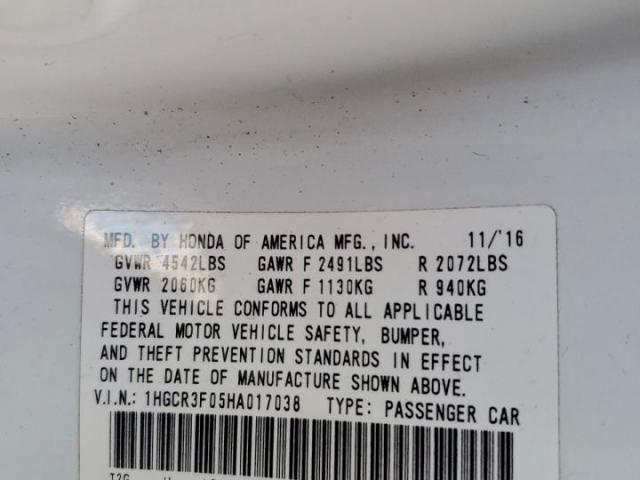 MFD. BY HONDA OF AMERICA MFG., INC. 11/'16
GVWR 4542LBS GAWR F 2491LBS R 2072LBS
GVWR 2060KG GAWR F 1130KG R 940KG
THIS VEHICLE CONFORMS TO ALL APPLICABLE
FEDERAL MOTOR VEHICLE SAFETY, BUMPER,
AND THEFT PREVENTION STANDARDS IN EFFECT
ON THE DATE OF MANUFACTURE SHOWN ABOVE.
V.I.N.: 1HGCR3F05HA017038 TYPE: PASSENGER CAR